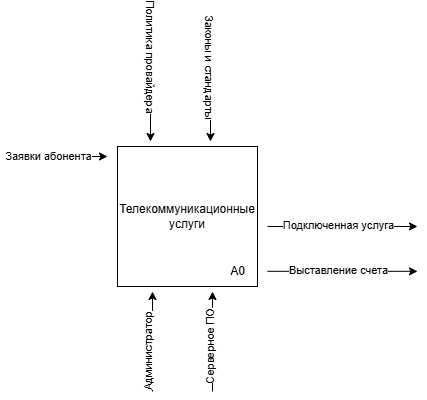 Политика провайдера
Законы и стандарты
Заявки абонента
Телекоммуникационные
услуги
Подключенная услуга
A0
Выставление счета
Администратор
Серверное ПО